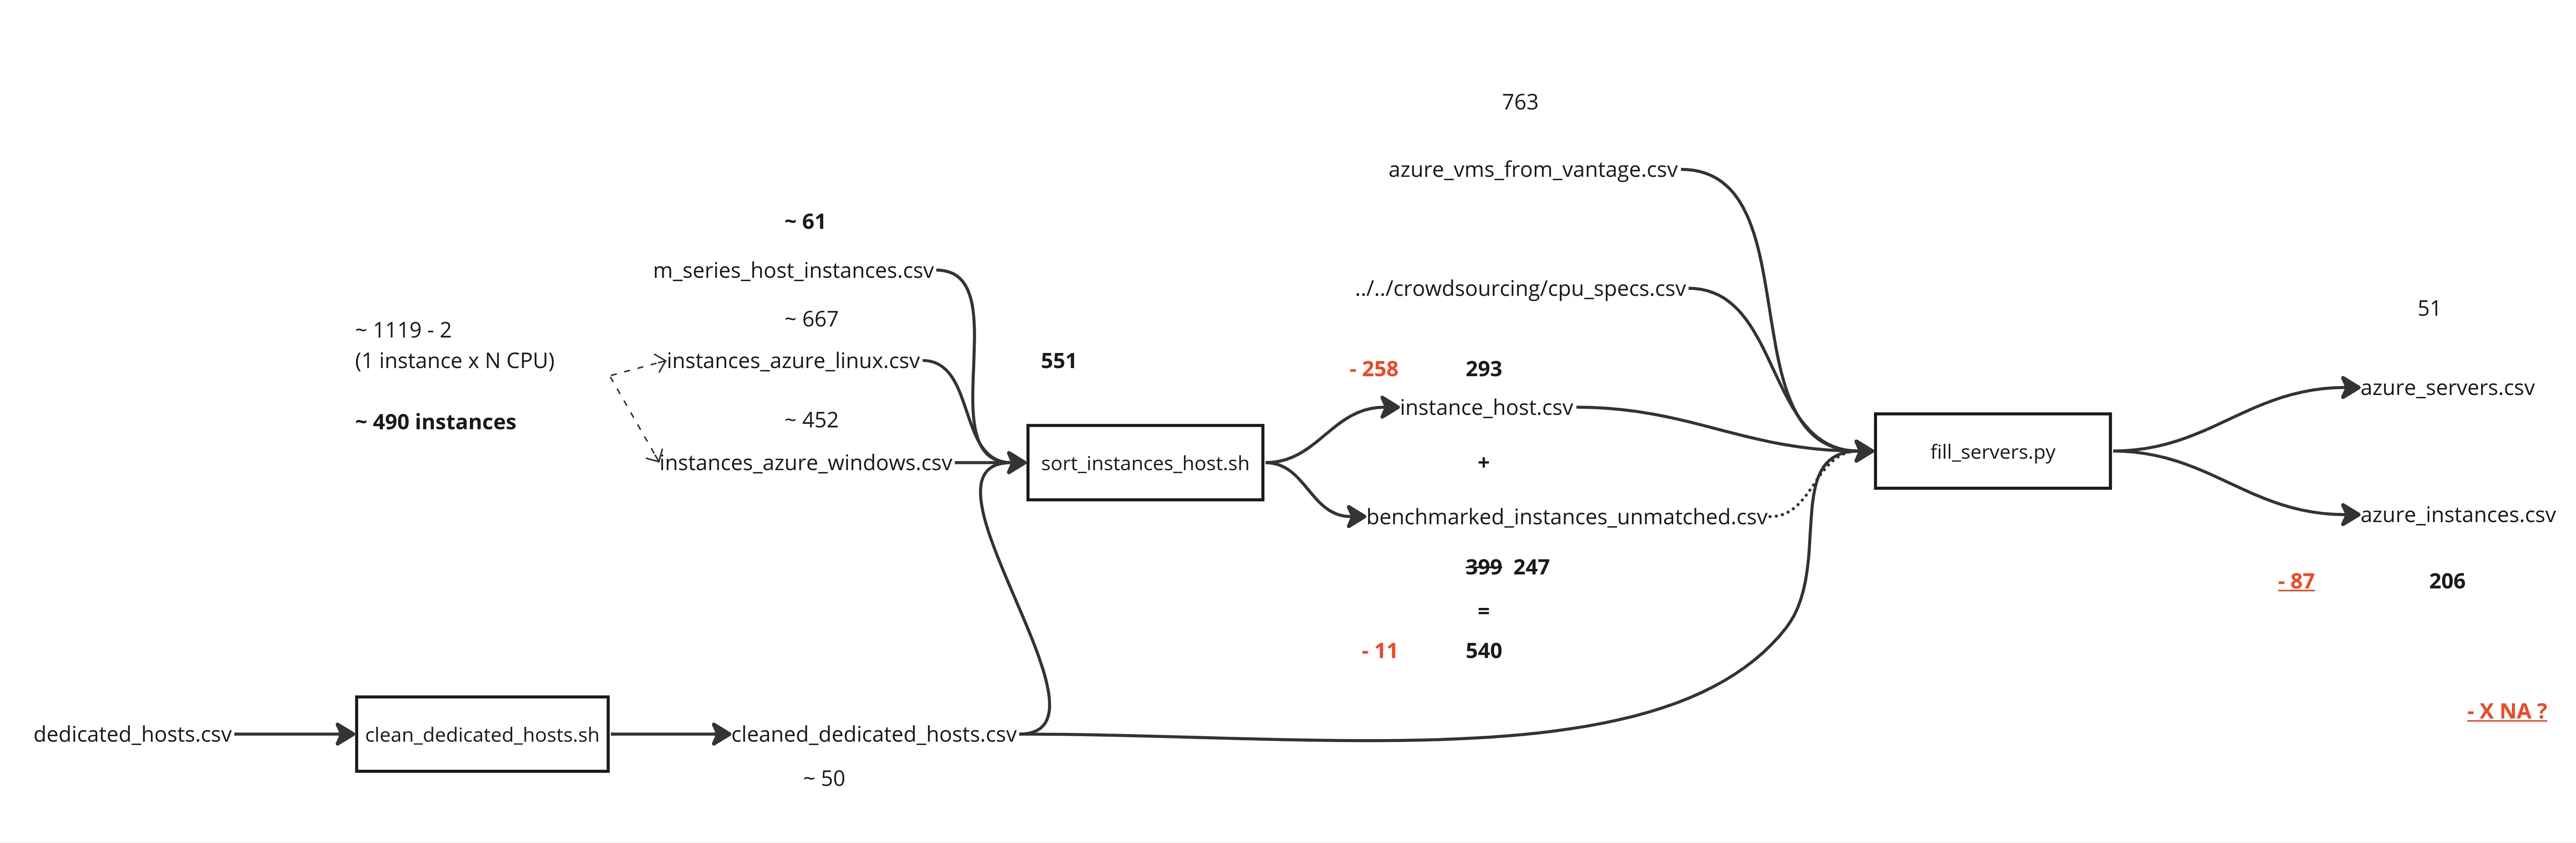 763
azure_vms_from_vantage.csv
~ 61
m_series_host_instances.csv
../../crowdsourcing/cpu_specs.csv
~ 667
~ 1119 - 2
(1 instance x N CPU)
~ 490 instances
instances_azure_linux.csv
~ 452
instances_azure_windows.csv
551
sort_instances_host.sh
- 258 293
instance_host.csv
+
benchmarked_instances_unmatched.csv
399 247
=
- 11 540
fill_servers.py
51
azure_servers.csv
azure_instances.csv
- 87 206
- X NA ?
dedicated_hosts.csv
clean_dedicated_hosts.sh
cleaned_dedicated_hosts.csv
~ 50